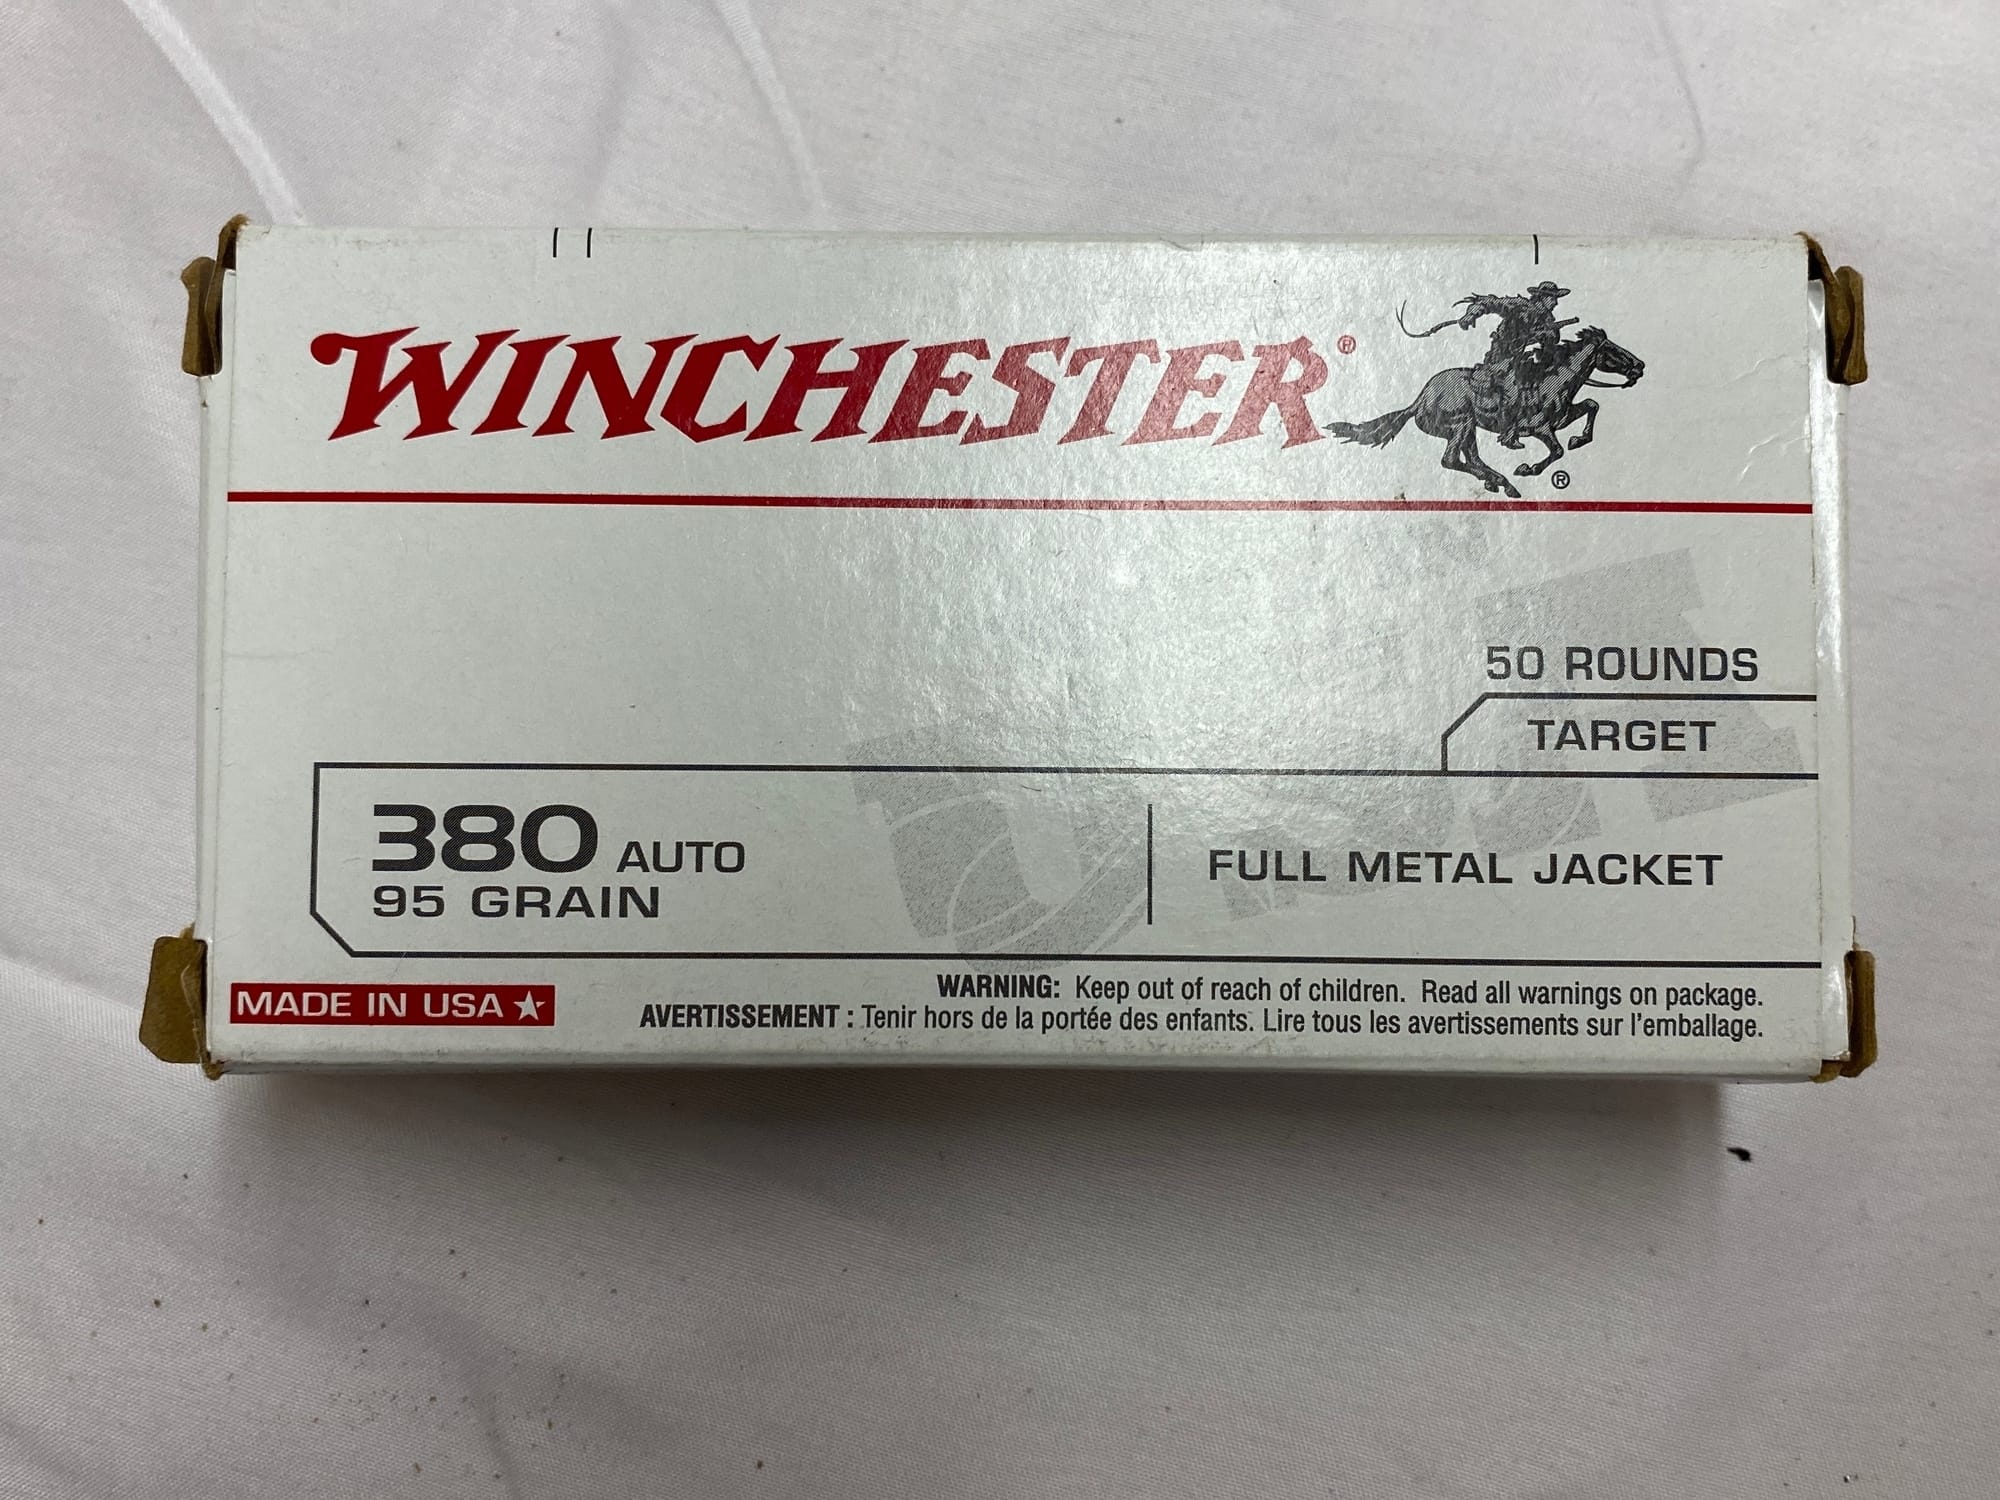 WINCHESTER®
®
50 ROUNDS
TARGET
380 AUTO
95 GRAIN
FULL METAL JACKET
USA
MADE IN USA
WARNING: Keep out of reach of children. Read all warnings on package.
AVERTISSEMENT : Tenir hors de la portée des enfants. Lire tous les avertissements sur l'emballage.